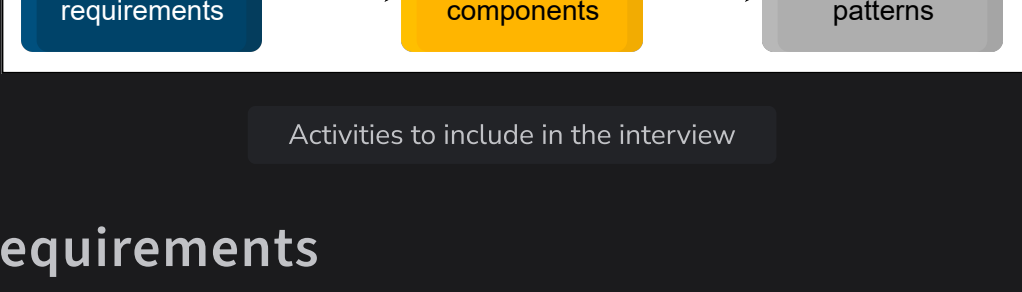 requirements
components
patterns
Activities to include in the interview
equirements